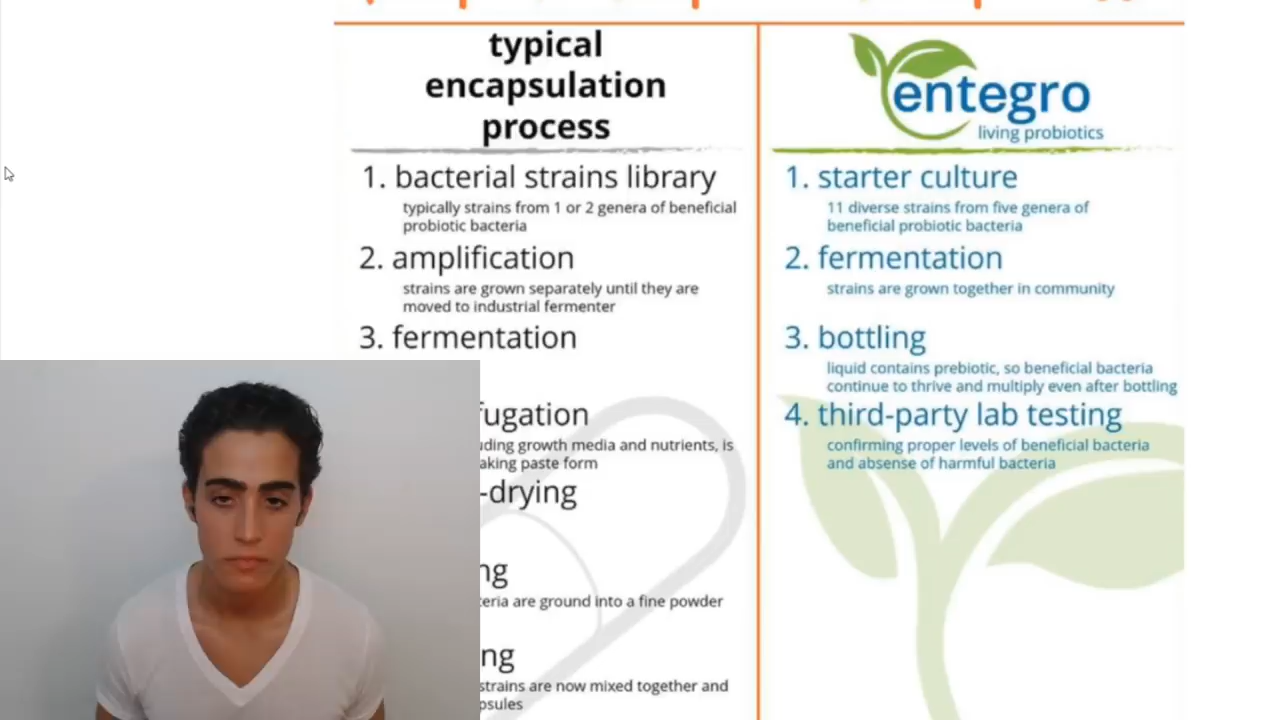 typical
encapsulation
process
1. bacterial strains library
typically strains from 1 or 2 genera of beneficial
probiotic bacteria
2. amplification
strains are grown separately until they are
moved to industrial fermenter
3. fermentation
fugation
uding growth media and nutrients, is
aking paste form
-drying
ng
teria are ground into a fine powder
ng
strains are now mixed together and
psules
entegro
living probiotics
1. starter culture
11 diverse strains from five genera of
beneficial probiotic bacteria
2. fermentation
strains are grown together in community
3. bottling
liquid contains prebiotic, so beneficial bacteria
continue to thrive and multiply even after bottling
4. third-party lab testing
confirming proper levels of beneficial bacteria
and absense of harmful bacteria